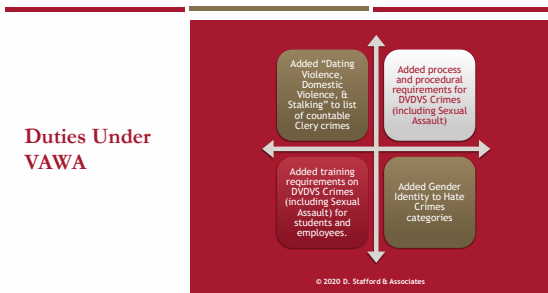 Duties Under
VAWA
Added “Dating
Violence,
Domestic
Violence, &
Stalking” to list
of countable
Clery crimes
Added process
and procedural
requirements for
DVDVS Crimes
(including Sexual
Assault)
Added training
requirements on
DVDVS Crimes
(including Sexual
Assault) for
students and
employees.
Added Gender
Identity to Hate
Crimes
categories
© 2020 D. Stafford & Associates